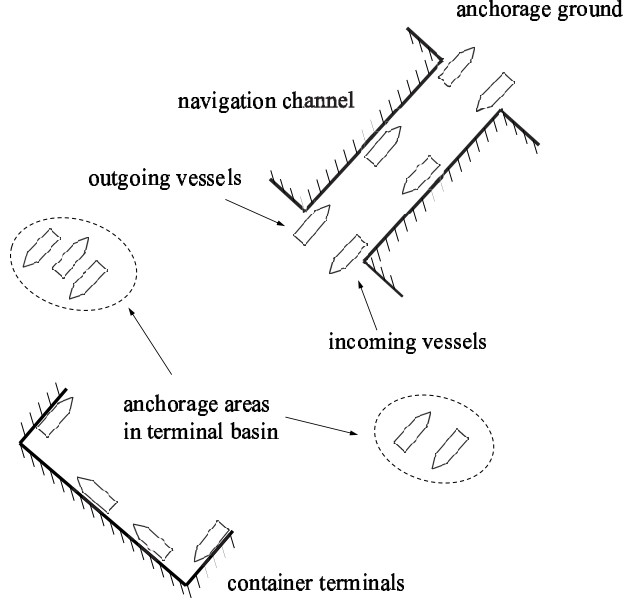 anchorage ground
navigation channel
outgoing vessels
incoming vessels
anchorage areas
in terminal basin
container terminals